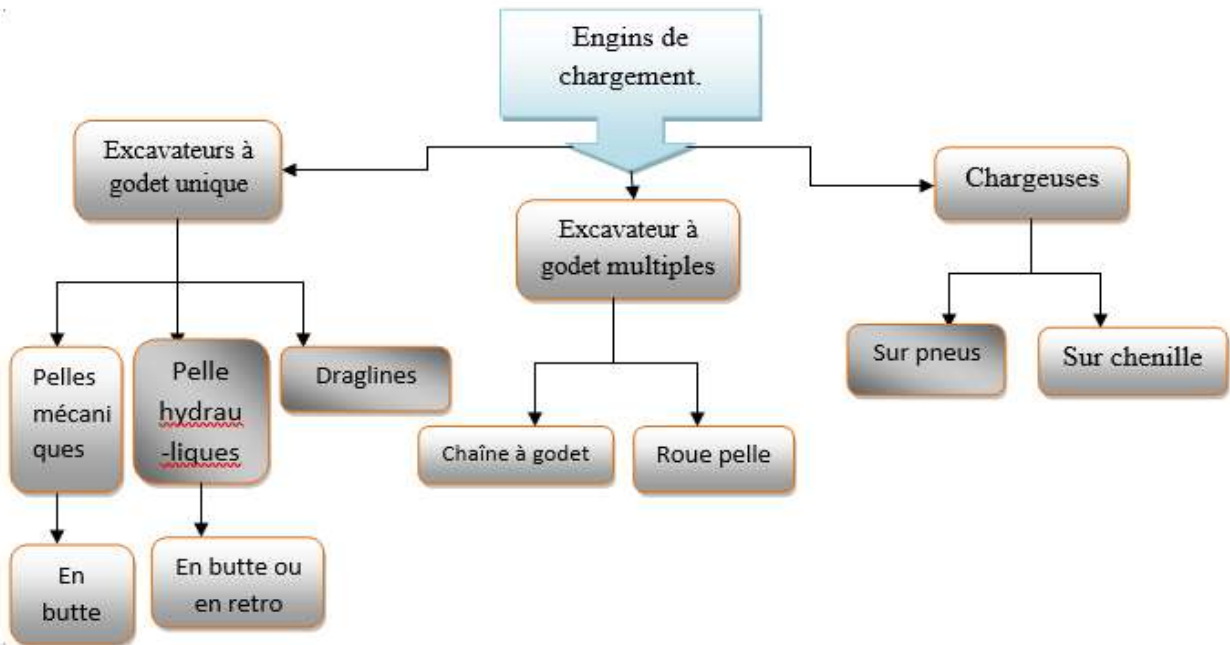 Engins de
chargement.
Excavateurs à
godet unique
Excavateur à
godet multiples
Chargeuses
Pelles
mécani
ques
Pelle
hydrau
-liques
Draglines
Sur pneus
Sur chenille
Chaîne à godet
Roue pelle
En
butte
En butte ou
en retro